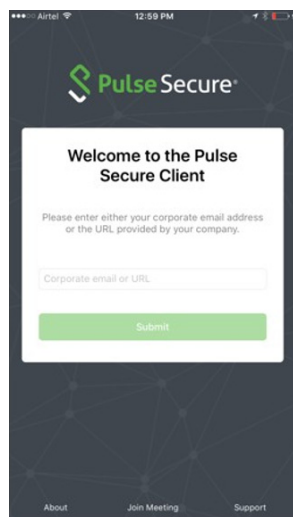 Airtel 12:59 PM
Pulse Secure®
Welcome to the Pulse
Secure Client
Please enter either your corporate email address
or the URL provided by your company.
Corporate email or URL
Submit
About Join Meeting Support